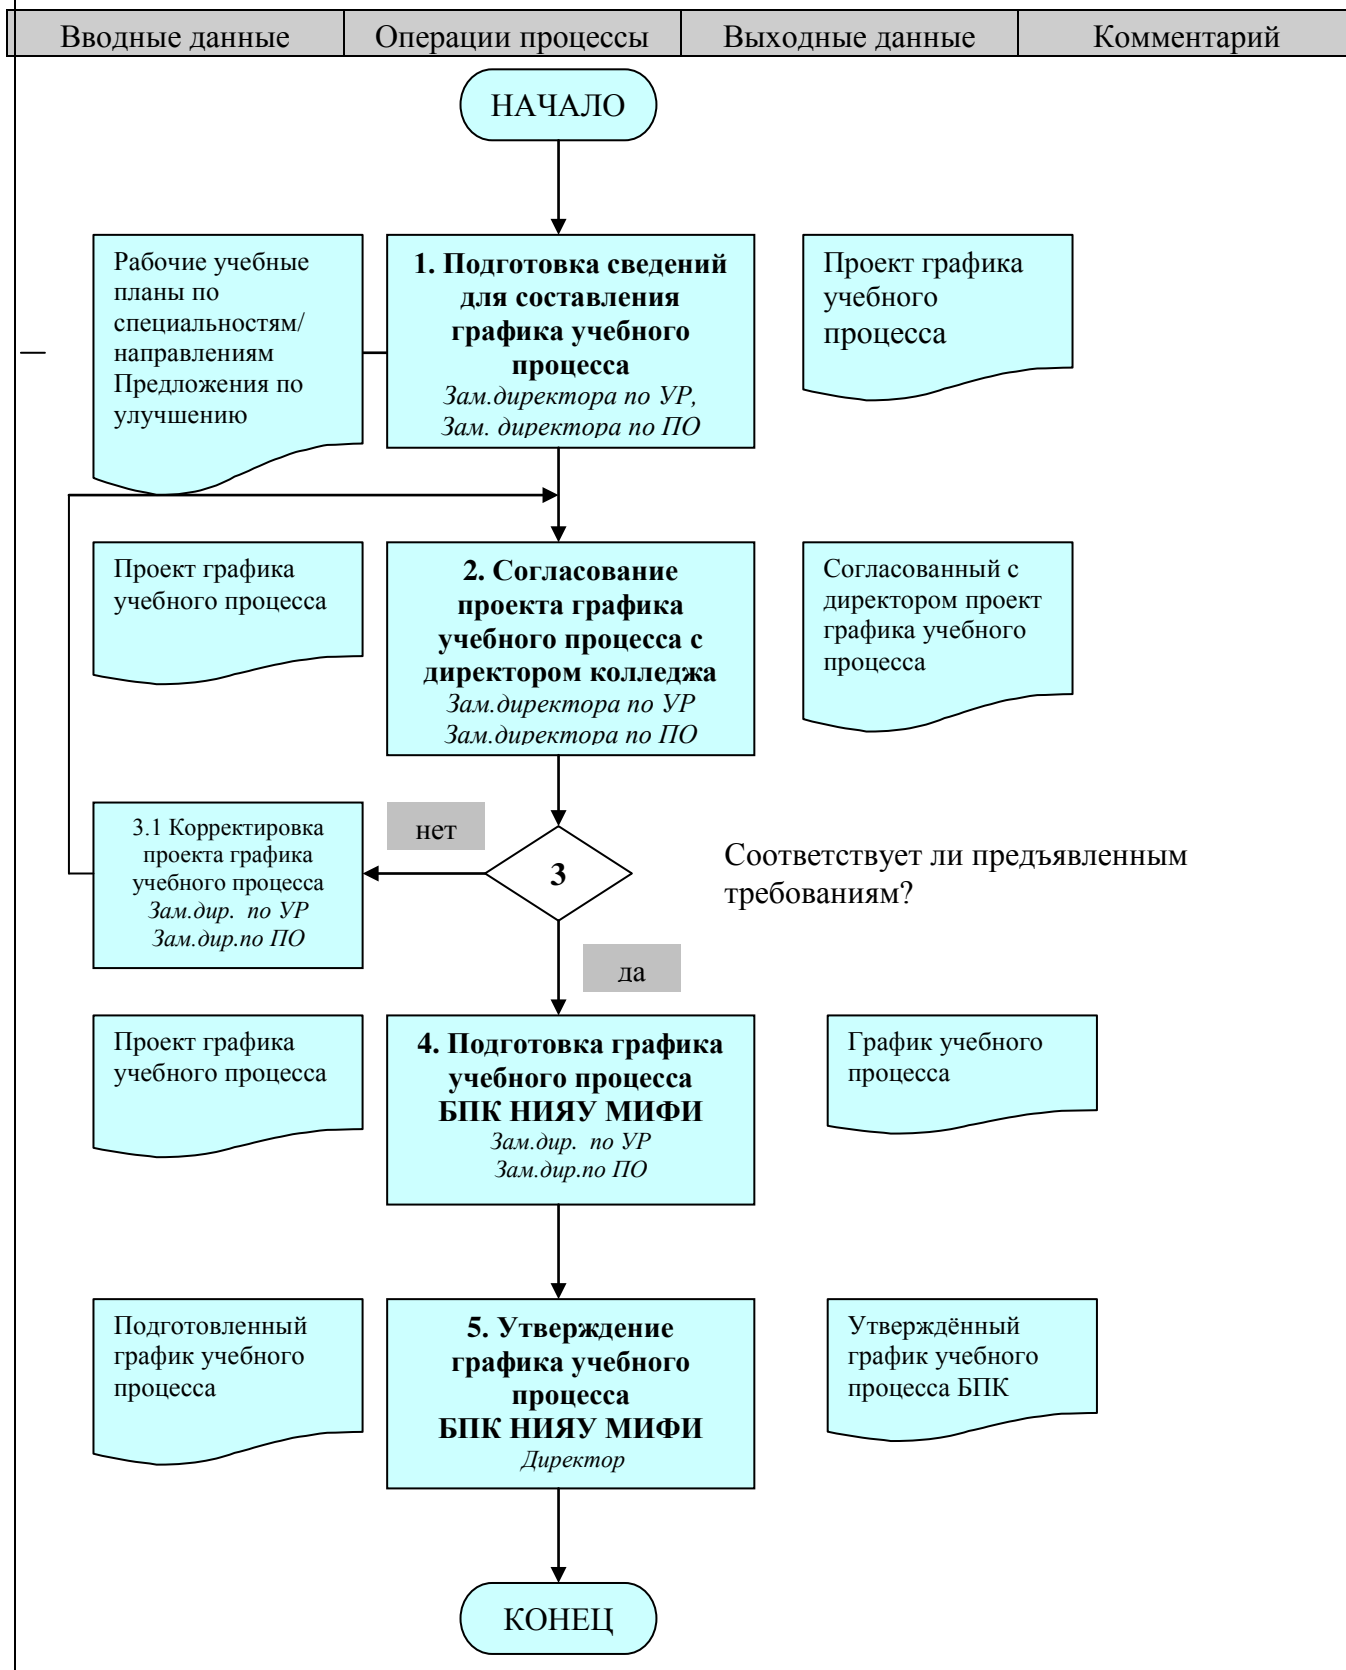 Вводные данные
Операции процессы
Выходные данные
Комментарий
НАЧАЛО
Рабочие учебные
планы по
специальностям/
направлениям
Предложения по
улучшению
1. Подготовка сведений
для составления
графика учебного
процесса
Зам.директора по УР,
Зам. директора по ПО
Проект графика
учебного
процесса
Проект графика
учебного процесса
2. Согласование
проекта графика
учебного процесса с
директором колледжа
Зам.директора по УР
Зам.директора по ПО
Согласованный с
директором проект
графика учебного
процесса
3.1 Корректировка
проекта графика
учебного процесса
Зам.дир.  по УР
Зам.дир.по ПО
нет
3
Соответствует ли предъявленным
требованиям?
да
Проект графика
учебного процесса
4. Подготовка графика
учебного процесса
БПК НИЯУ МИФИ
Зам.дир.  по УР
Зам.дир.по ПО
График учебного
процесса
Подготовленный
график учебного
процесса
5. Утверждение
графика учебного
процесса
БПК НИЯУ МИФИ
Директор
Утверждённый
график учебного
процесса БПК
КОНЕЦ